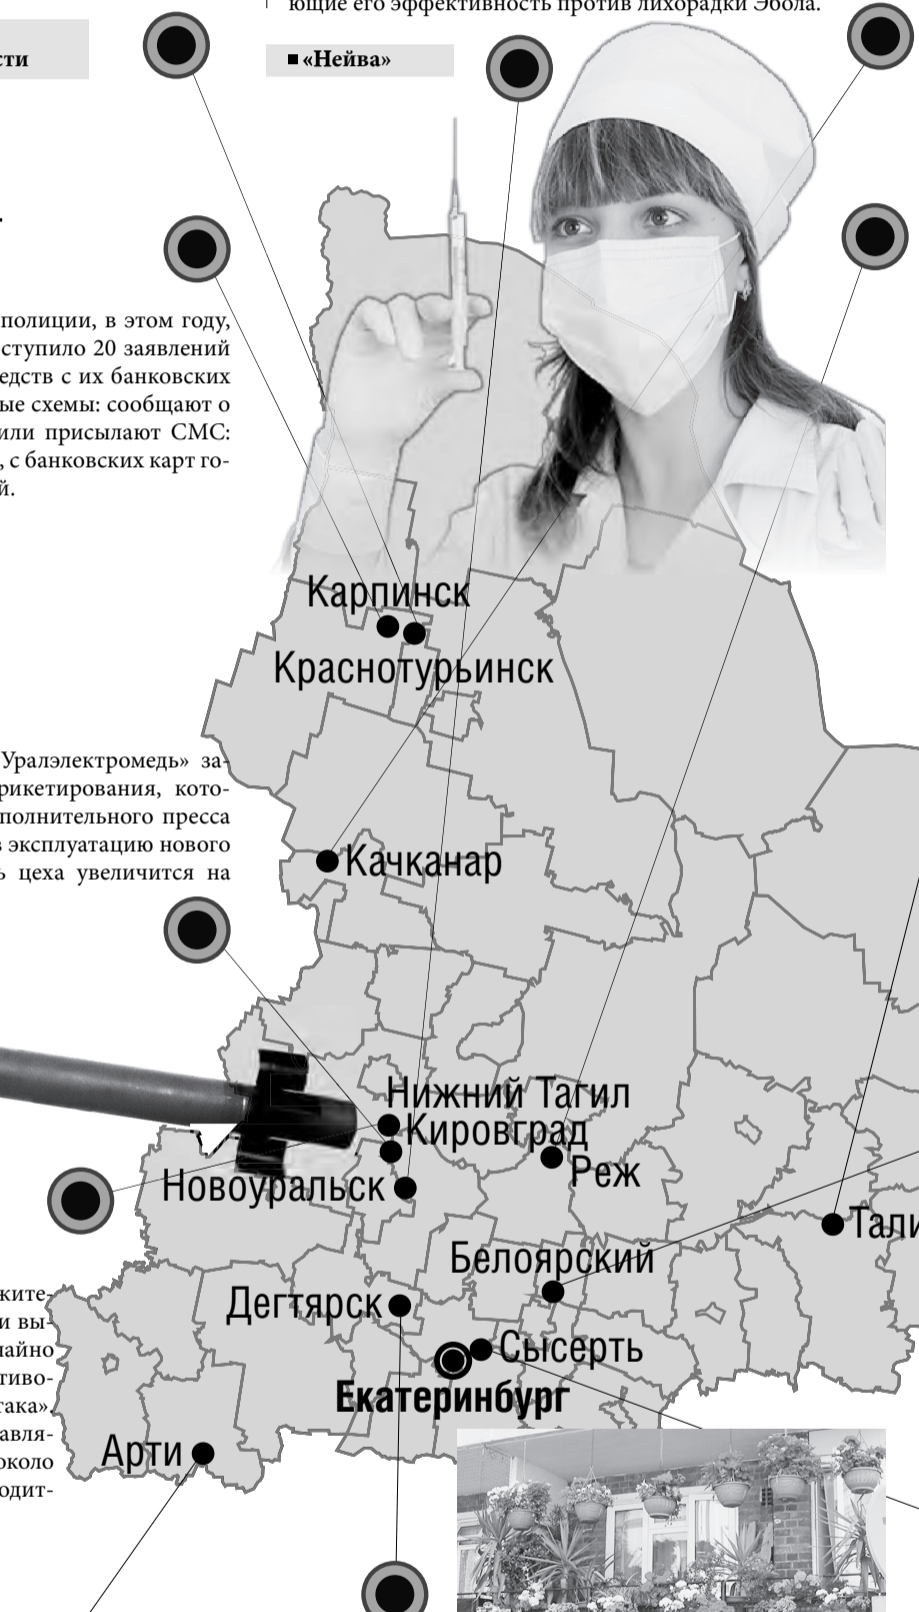 ющие его эффективность против лихорадки Эбола.
сти
■ «Нейва»
полиции, в этом году,
ступило 20 заявлений
едств с их банковских
ые схемы: сообщают о
или присылают СМС:
, с банковских карт го-
й.
Карпинск
Краснотурьинск
Уралэлектромедь» за-
рикетирования, кото-
полнительного пресса
в эксплуатацию нового
ь цеха увеличится на
Качканар
Нижний Тагил
Кировград
Реж
Новоуральск
Тали
Белоярский
Дегтярск
Сысерть
Екатеринбург
Арти
жите-
и вы-
чайно
тиво-
така».
авля-
около
одит-